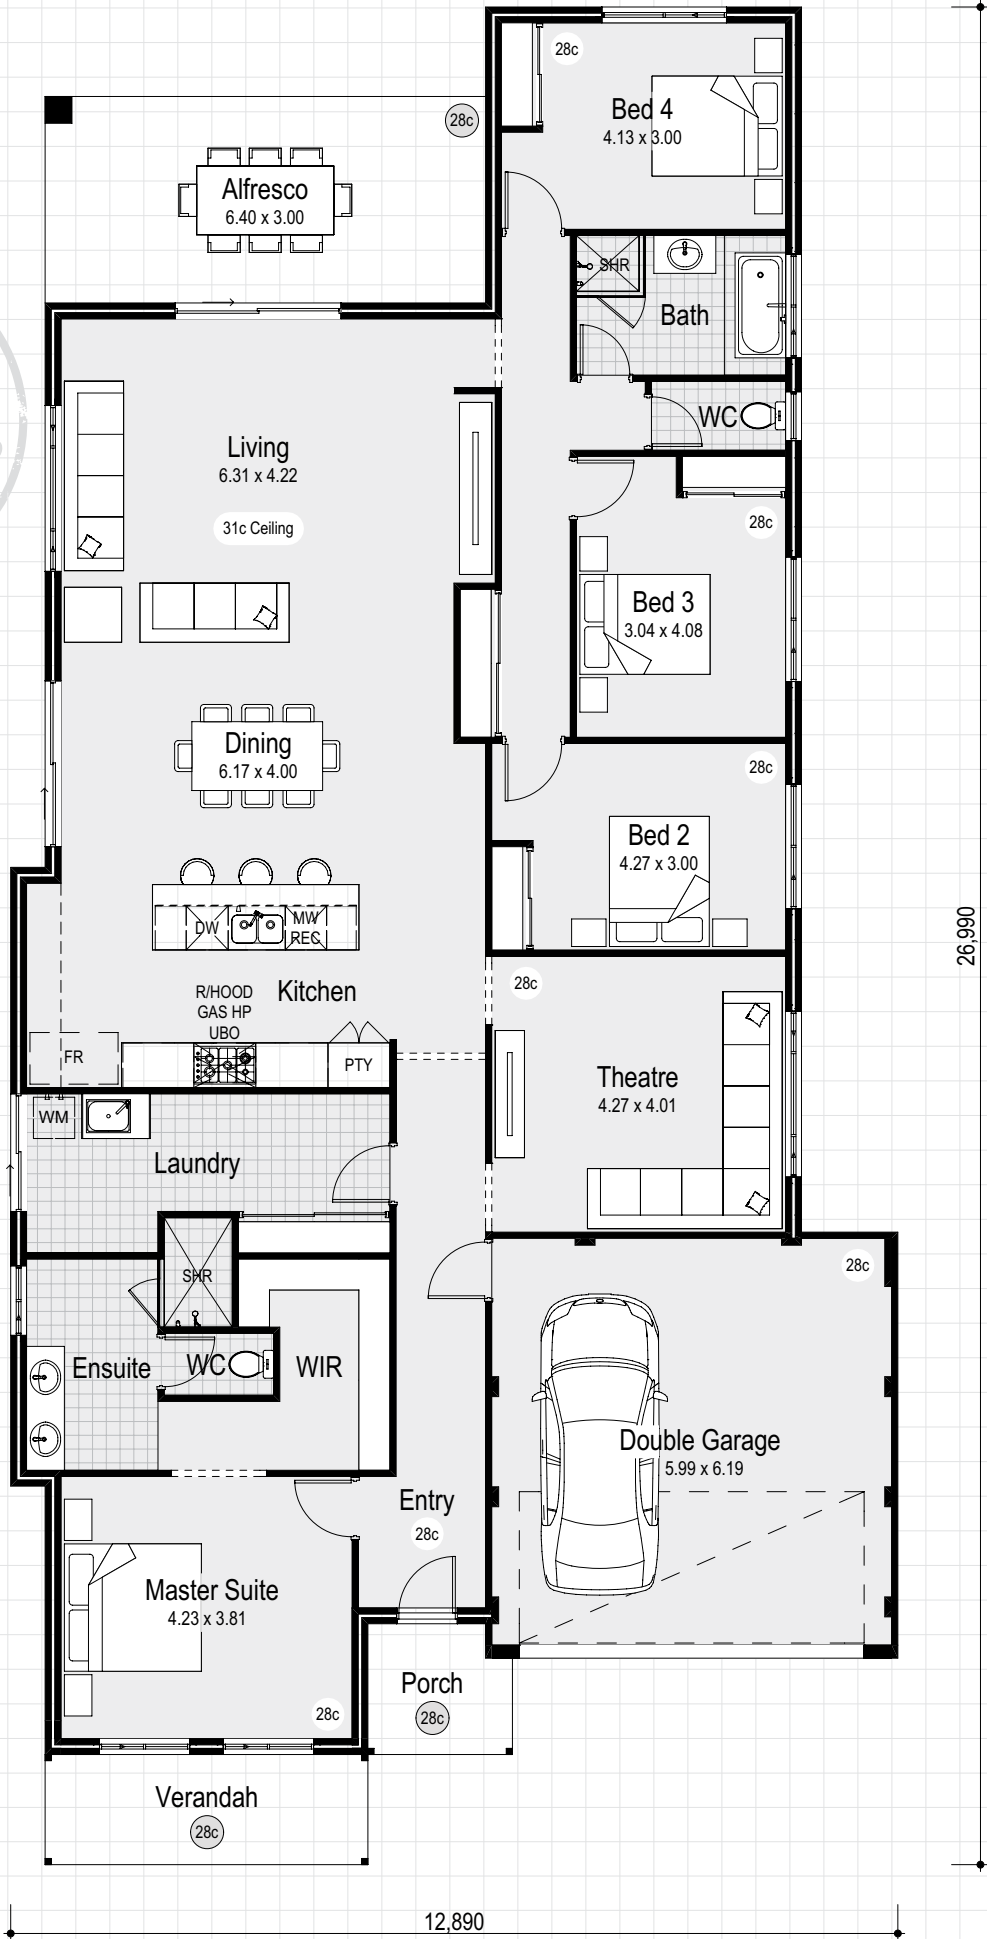 28c
Bed 4
4.13 x 3.00
28c
Alfresco
6.40 x 3.00
SHR
Bath
WC
Living
6.31 x 4.22
31c Ceiling
28c
Bed 3
3.04 x 4.08
Dining
6.17 x 4.00
28c
Bed 2
4.27 x 3.00
DW
MW
REC
26,990
R/HOOD
GAS HP
UBO
Kitchen
28c
FR
PTY
Theatre
4.27 x 4.01
WM
Laundry
SHR
28c
Ensuite
WC
WIR
Double Garage
5.99 x 6.19
Entry
28c
Master Suite
4.23 x 3.81
28c
Porch
28c
Verandah
28c
12,890